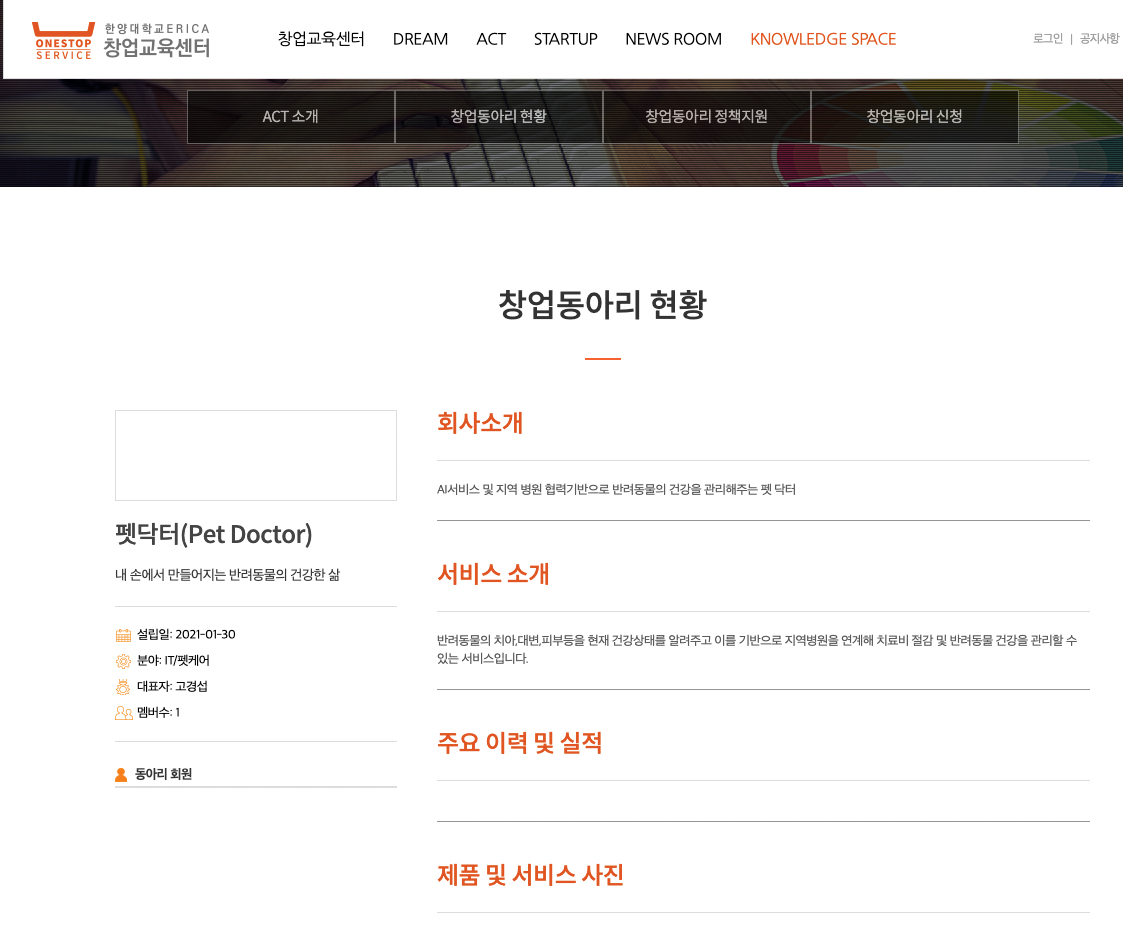 한양대학교ERICA
ONESTOP
SERVICE
창업교육센터
창업교육센터 DREAM ACT STARTUP NEWS ROOM KNOWLEDGE SPACE
로그인 | 공지사항
ACT 소개 창업동아리 현황 창업동아리 정책지원 창업동아리 신청
창업동아리 현황
펫닥터(Pet Doctor)
내 손에서 만들어지는 반려동물의 건강한 삶
설립일: 2021-01-30
분야: IT/펫케어
대표자: 고경섭
멤버수: 1
동아리 회원
회사소개
AI서비스 및 지역 병원 협력기반으로 반려동물의 건강을 관리해주는 펫 닥터
서비스 소개
반려동물의 치아,대변,피부등을 현재 건강상태를 알려주고 이를 기반으로 지역병원을 연계해 치료비 절감 및 반려동물 건강을 관리할 수
있는 서비스입니다.
주요 이력 및 실적
제품 및 서비스 사진